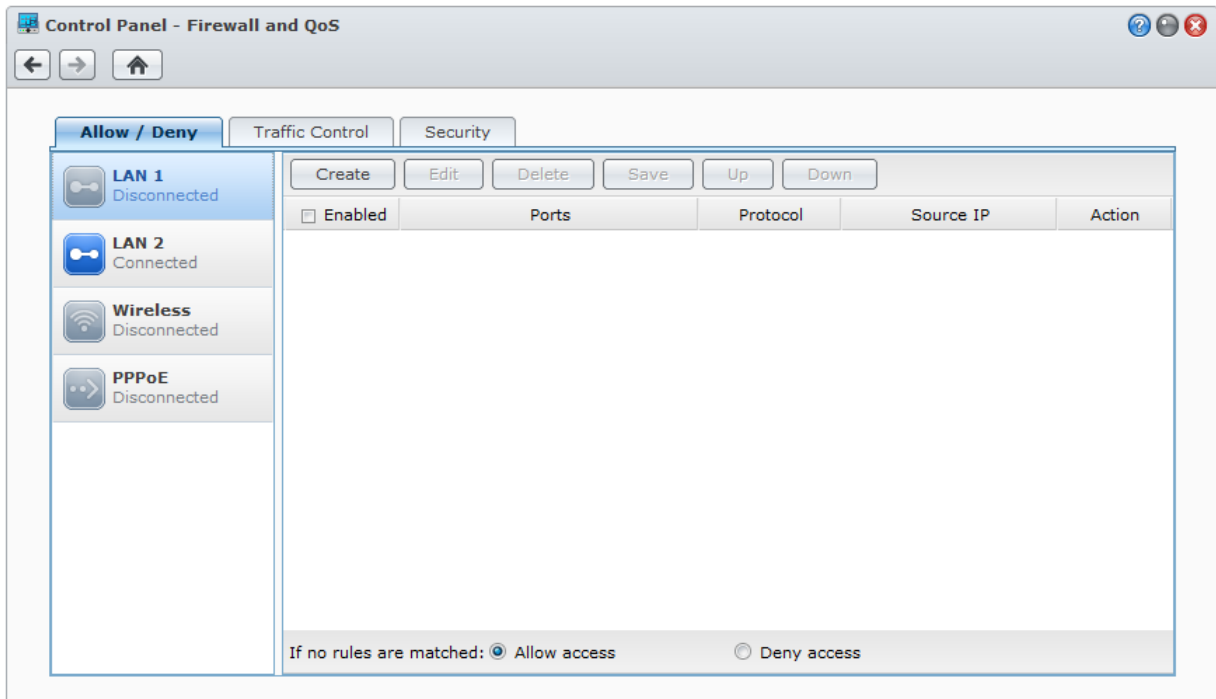 Control Panel - Firewall and QoS
Allow / Deny Traffic Control Security
LAN 1
Disconnected
LAN 2
Connected
Wireless
Disconnected
PPPoE
Disconnected
Create Edit Delete Save Up Down
Enabled Ports Protocol Source IP Action
If no rules are matched: Allow access Deny access